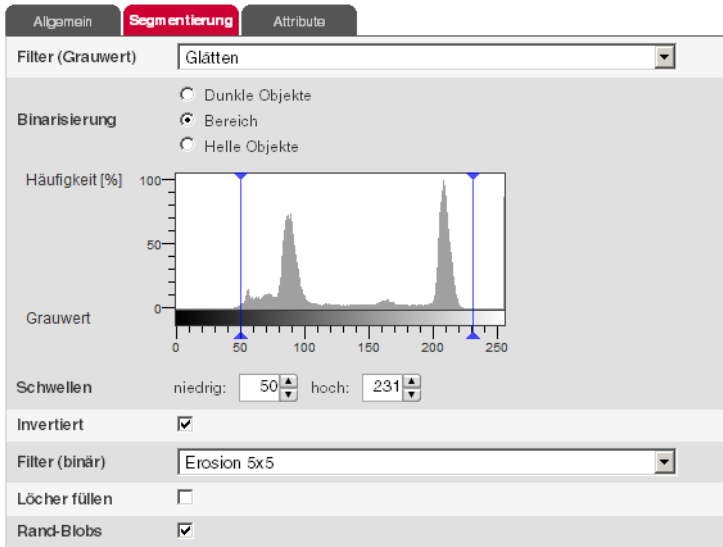 Allgemein Segmentierung Attribute
Filter (Grauwert) Glätten
Dunkle Objekte
Binarisierung Bereich
Helle Objekte
Häufigkeit [%] 100
50
0
Grauwert
0 50 100 150 200 250
Schwellen niedrig: 50 hoch: 231
Invertiert
Filter (binär) Erosion 5x5
Löcher füllen
Rand-Blobs